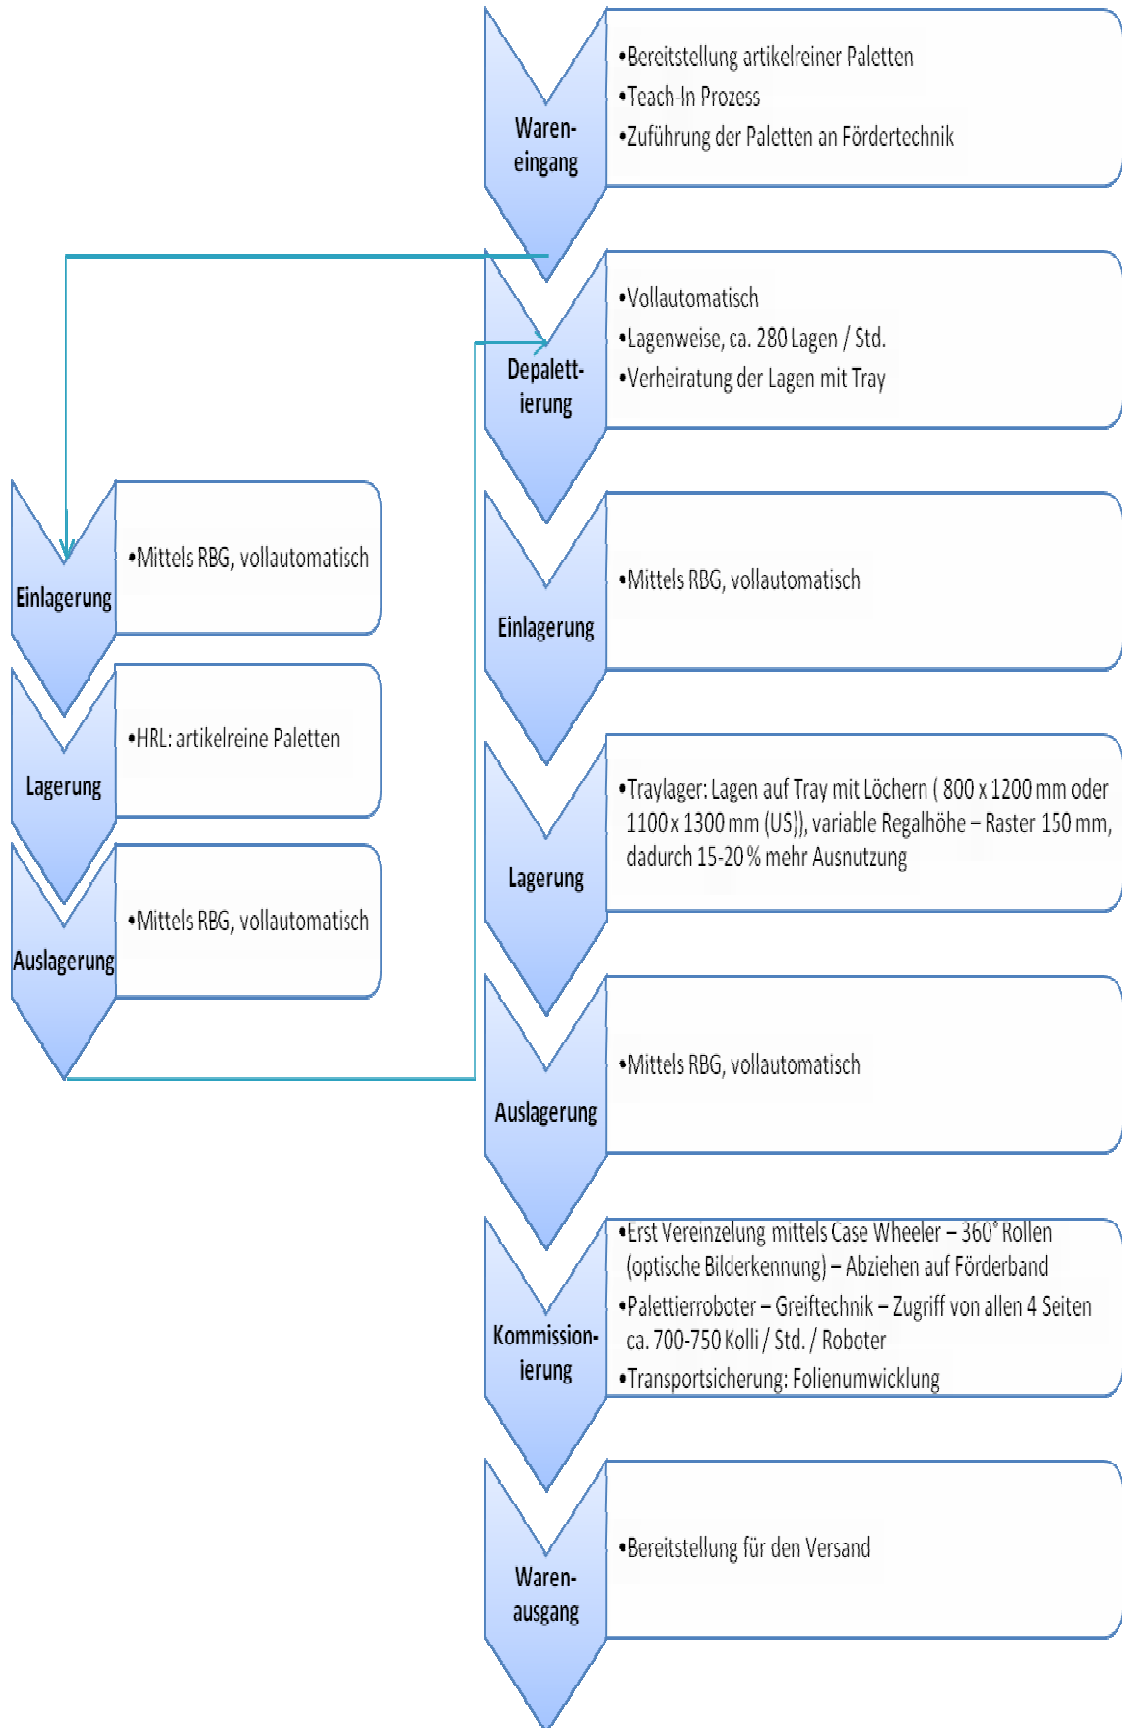 Waren-
eingang
•Bereitstellung artikelreiner Paletten
•Teach-In Prozess
•Zuführung der Paletten an Fördertechnik
Depalett-
ierung
•Vollautomatisch
•Lagenweise, ca. 280 Lagen / Std.
•Verheiratung der Lagen mit Tray
Einlagerung
•Mittels RBG, vollautomatisch
Lagerung
•HRL: artikelreine Paletten
Auslagerung
•Mittels RBG, vollautomatisch
Einlagerung
•Mittels RBG, vollautomatisch
Lagerung
•Traylager: Lagen auf Tray mit Löchern ( 800 x 1200 mm oder
1100 x 1300 mm (US)), variable Regalhöhe – Raster 150 mm,
dadurch 15-20 % mehr Ausnutzung
Auslagerung
•Mittels RBG, vollautomatisch
Kommission-
ierung
•Erst Vereinzelung mittels Case Wheeler – 360° Rollen
(optische Bilderkennung) – Abziehen auf Förderband
•Palettierroboter – Greiftechnik – Zugriff von allen 4 Seiten
ca. 700-750 Kolli / Std. / Roboter
•Transportsicherung: Folienumwicklung
Waren-
ausgang
•Bereitstellung für den Versand